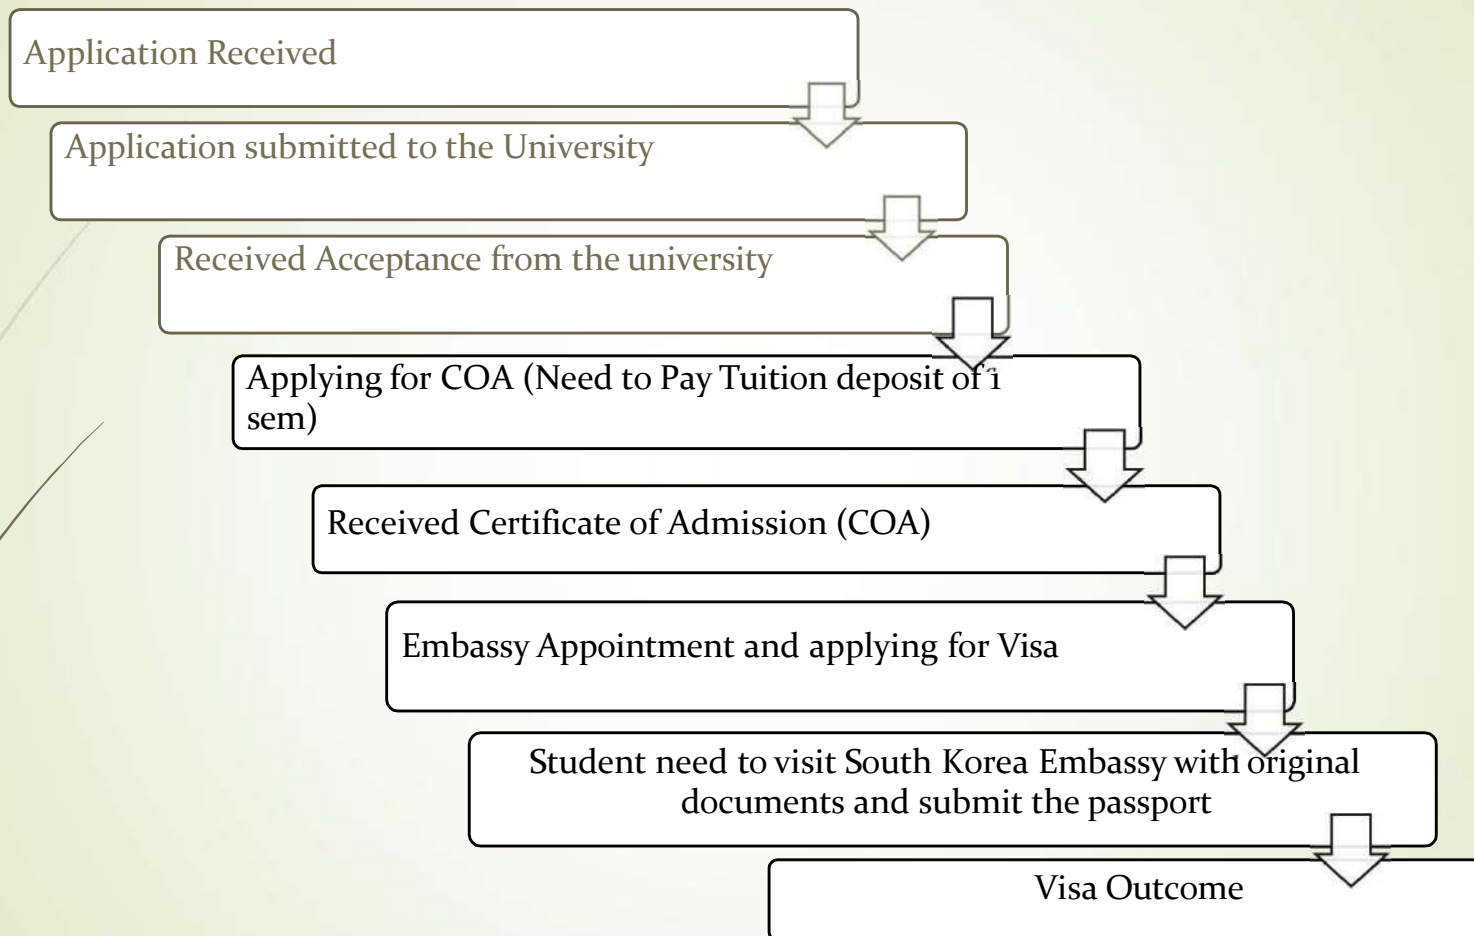 Application Received
Application submitted to the University
Received Acceptance from the university
Applying for COA (Need to Pay Tuition deposit of 1
sem)
Received Certificate of Admission (COA)
Embassy Appointment and applying for Visa
Student need to visit South Korea Embassy with original
documents and submit the passport
Visa Outcome